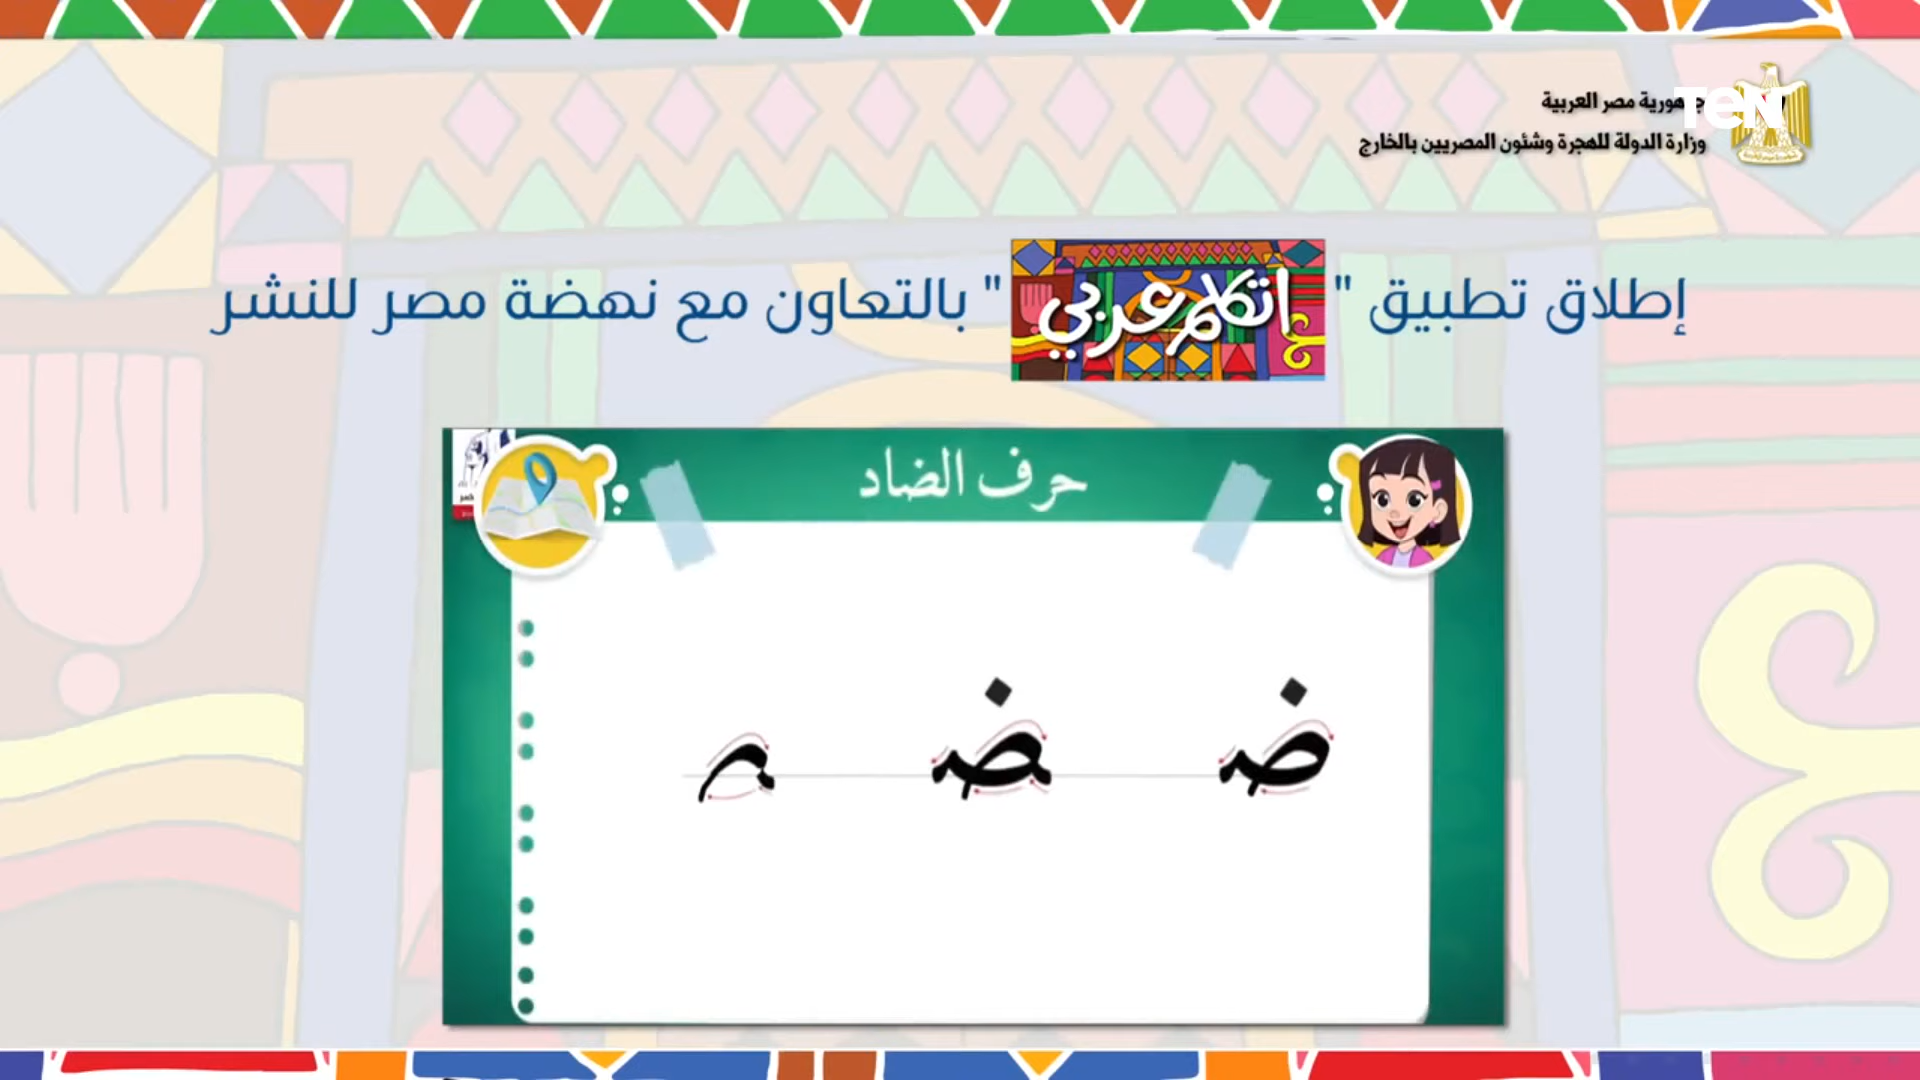 جمهورية مصر العربية
TeN
وزارة الدولة للهجرة وشئون المصريين بالخارج
إطلاق تطبيق " اتكلم عربي " بالتعاون مع نهضة مصر للنشر
حرف الضاد
ضـ ـضـ